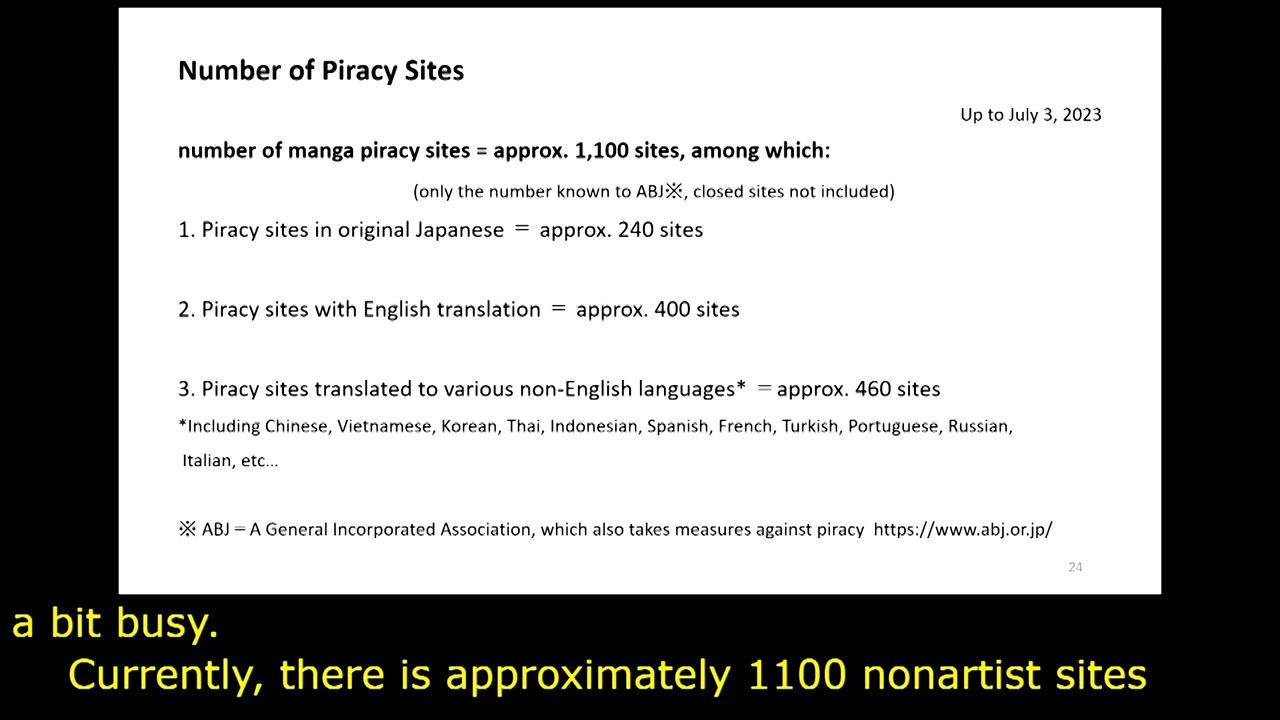 Number of Piracy Sites
Up to July 3, 2023
number of manga piracy sites = approx. 1,100 sites, among which:
(only the number known to ABJ※, closed sites not included)
1. Piracy sites in original Japanese ＝ approx. 240 sites
2. Piracy sites with English translation ＝ approx. 400 sites
3. Piracy sites translated to various non-English languages* ＝approx. 460 sites
*Including Chinese, Vietnamese, Korean, Thai, Indonesian, Spanish, French, Turkish, Portuguese, Russian,
Italian, etc...
※ ABJ＝A General Incorporated Association, which also takes measures against piracy https://www.abj.or.jp/
24
a bit busy.
Currently, there is approximately 1100 nonartist sites